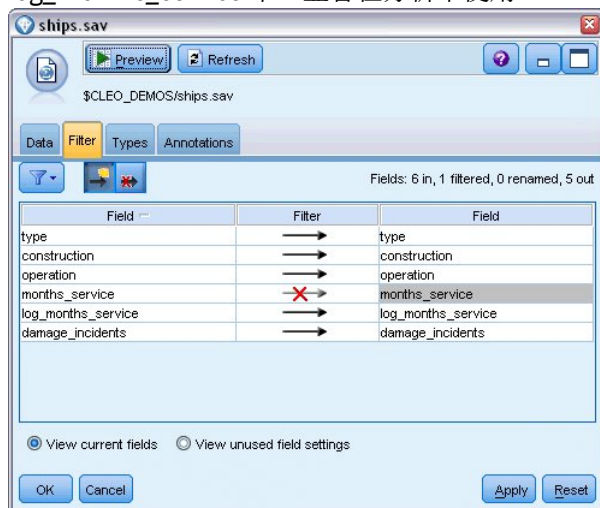 ships.sav
Preview
Refresh
$CLEO_DEMOS/ships.sav
Data Filter Types Annotations
Fields: 6 in, 1 filtered, 0 renamed, 5 out
Field Filter Field
type type
construction construction
operation operation
months_service months_service
log_months_service log_months_service
damage_incidents damage_incidents
View current fields View unused field settings
OK Cancel Apply Reset